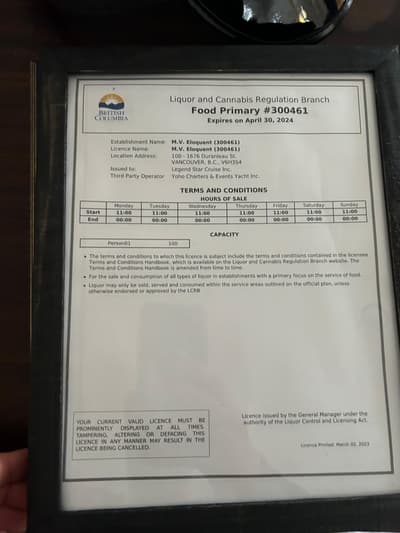 Liquor and Cannabis Regulation Branch
Food Primary #300461
Expires on April 30, 2024
BRITISH
COLUMBIA
Establishment Name: M.V. Eloquent (300461)
Licence Name: M.V. Eloquent (300461)
Location Address: 100 - 1676 Duranleau St.
VANCOUVER, B.C., V6H3S4
Issued to: Legend Star Cruise Inc.
Third Party Operator Yoho Charters & Events Yacht Inc.
TERMS AND CONDITIONS
HOURS OF SALE
Monday Tuesday Wednesday Thursday Friday Saturday Sunday
Start 11:00 11:00 11:00 11:00 11:00 11:00 11:00
End 00:00 00:00 00:00 00:00 00:00 00:00 00:00
CAPACITY
Person01 100
• The terms and conditions to which this licence is subject include the terms and conditions contained in the licensee
Terms and Conditions Handbook, which is available on the Liquor and Cannabis Regulation Branch website. The
Terms and Conditions Handbook is amended from time to time.
• For the sale and consumption of all types of liquor in establishments with a primary focus on the service of food.
• Liquor may only be sold, served and consumed within the service areas outlined on the official plan, unless
otherwise endorsed or approved by the LCRB
YOUR CURRENT VALID LICENCE MUST BE
PROMINENTLY DISPLAYED AT ALL TIMES.
TAMPERING, ALTERING OR DEFACING THIS
LICENCE IN ANY MANNER MAY RESULT IN THE
LICENCE BEING CANCELLED.
Licence issued by the General Manager under the
authority of the Liquor Control and Licensing Act.
Licence Printed: March 02, 2023